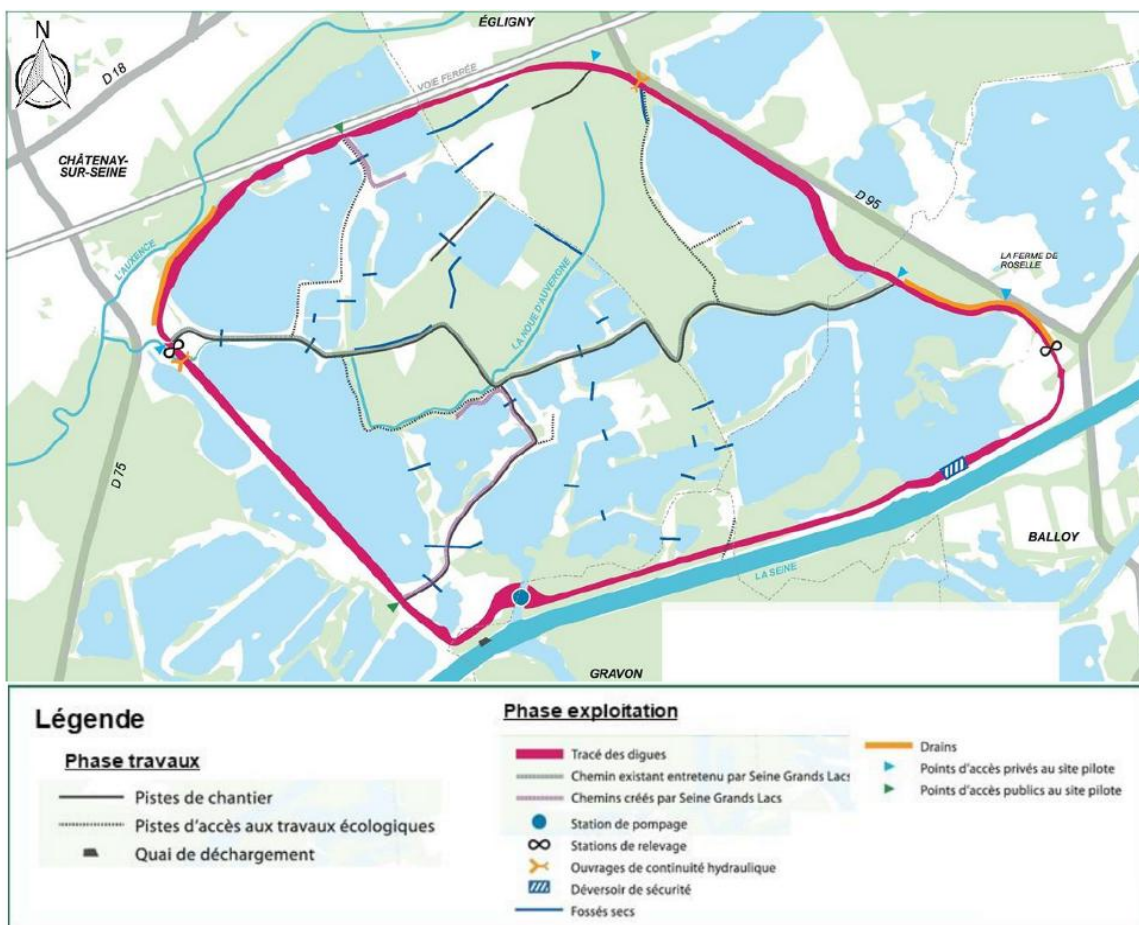 N
ÉGLIGNY
D 18
VOIE FERRÉE
CHÂTENAY-
SUR-SEINE
D 95
L'AUXENCE
LA NOUE D'AUVERGNE
LA FERME DE
ROSELLE
D 75
BALLOY
LA SEINE
GRAVON
Légende
Phase travaux
Pistes de chantier
Pistes d'accès aux travaux écologiques
Quai de déchargement
Phase exploitation
Tracé des digues
Chemin existant entretenu par Seine Grands Lacs
Chemins créés par Seine Grands Lacs
Station de pompage
Stations de relevage
Ouvrages de continuité hydraulique
Déversoir de sécurité
Fossés secs
Drains
Points d'accès privés au site pilote
Points d'accès publics au site pilote